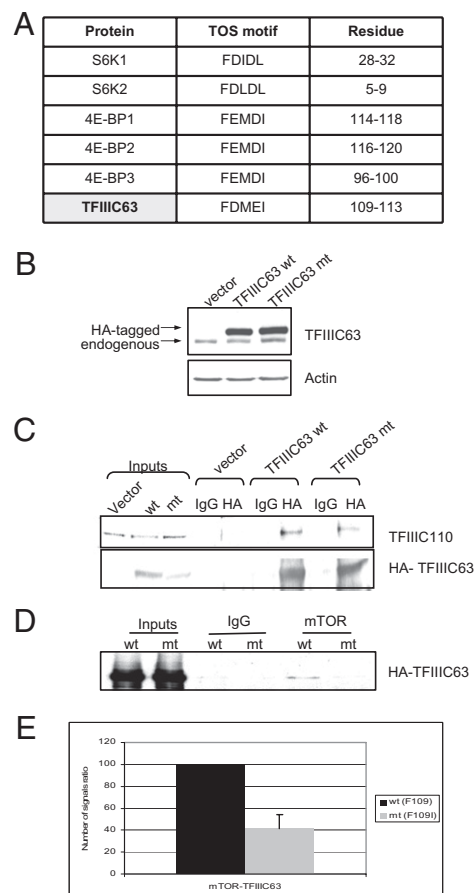 A
Protein TOS motif Residue
S6K1 FDIDL 28-32
S6K2 FDLDL 5-9
4E-BP1 FEMDI 114-118
4E-BP2 FEMDI 116-120
4E-BP3 FEMDI 96-100
TFIIIC63 FDMEI 109-113
B
vector TFIIIC63 wt TFIIIC63 mt
HA-tagged
endogenous
TFIIIC63
Actin
C
Inputs vector TFIIIC63 wt TFIIIC63 mt
Vector wt mt IgG HA IgG HA IgG HA
TFIIIC110
HA- TFIIIC63
D
Inputs IgG mTOR
wt mt wt mt wt mt
HA-TFIIIC63
E
Number of signals ratio
120
100
80
60
40
20
0
mTOR-TFIIIC63
wt (F109)
mt (F109I)